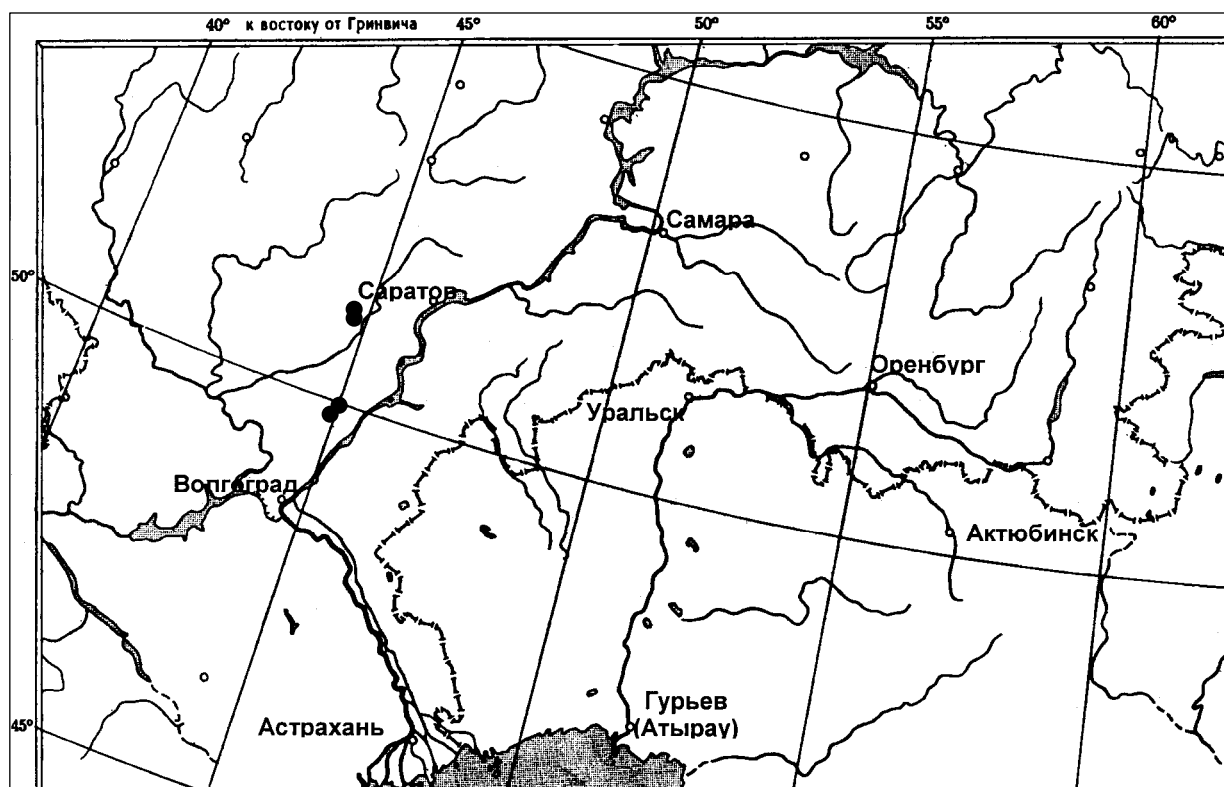 40° к востоку от Гринвича 45° 50° 55° 60°
Самара
50°
Саратов
Оренбург
Уральск
Волгоград
Актюбинск
Гурьев
(Атырау)
45°
Астрахань